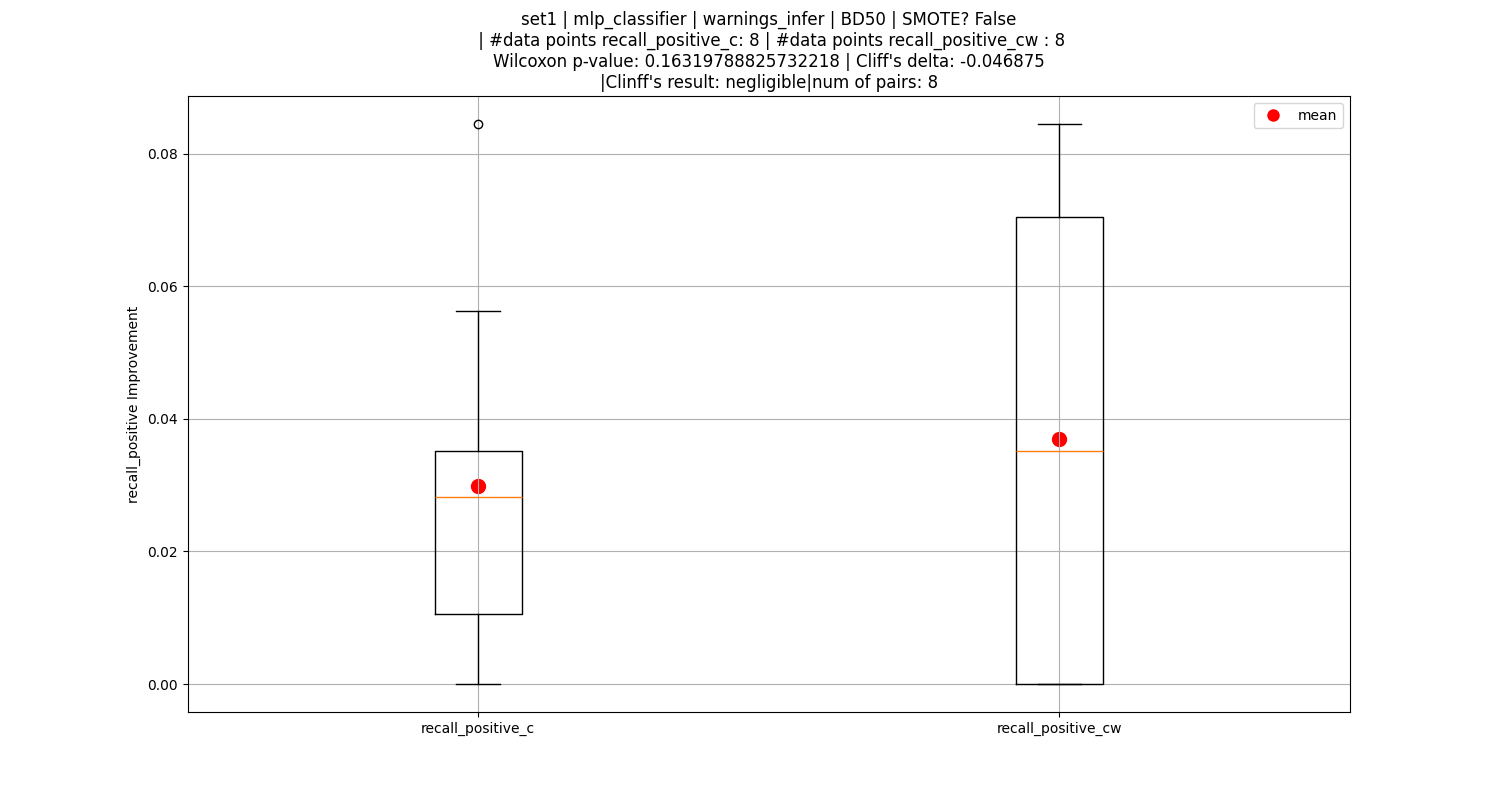 set1 | mlp_classifier | warnings_infer | BD50 | SMOTE? False
| #data points recall_positive_c: 8 | #data points recall_positive_cw : 8
Wilcoxon p-value: 0.16319788825732218 | Cliff's delta: -0.046875
|Clinff's result: negligible|num of pairs: 8
mean
0.08
0.06
0.04
0.02
0.00
recall_positive Improvement
recall_positive_c
recall_positive_cw